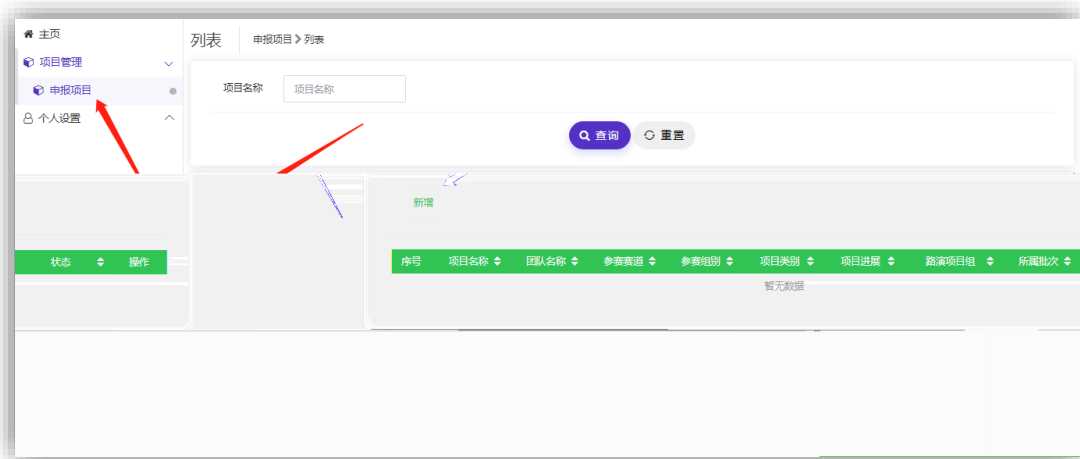 主页
项目管理
申报项目
个人设置
列表 申报项目 列表
项目名称 项目名称
查询 重置
新增
状态 操作
序号 项目名称 团队名称 参赛赛道 参赛组别 项目类别 项目进展 路演项目组 所属批次
暂无数据